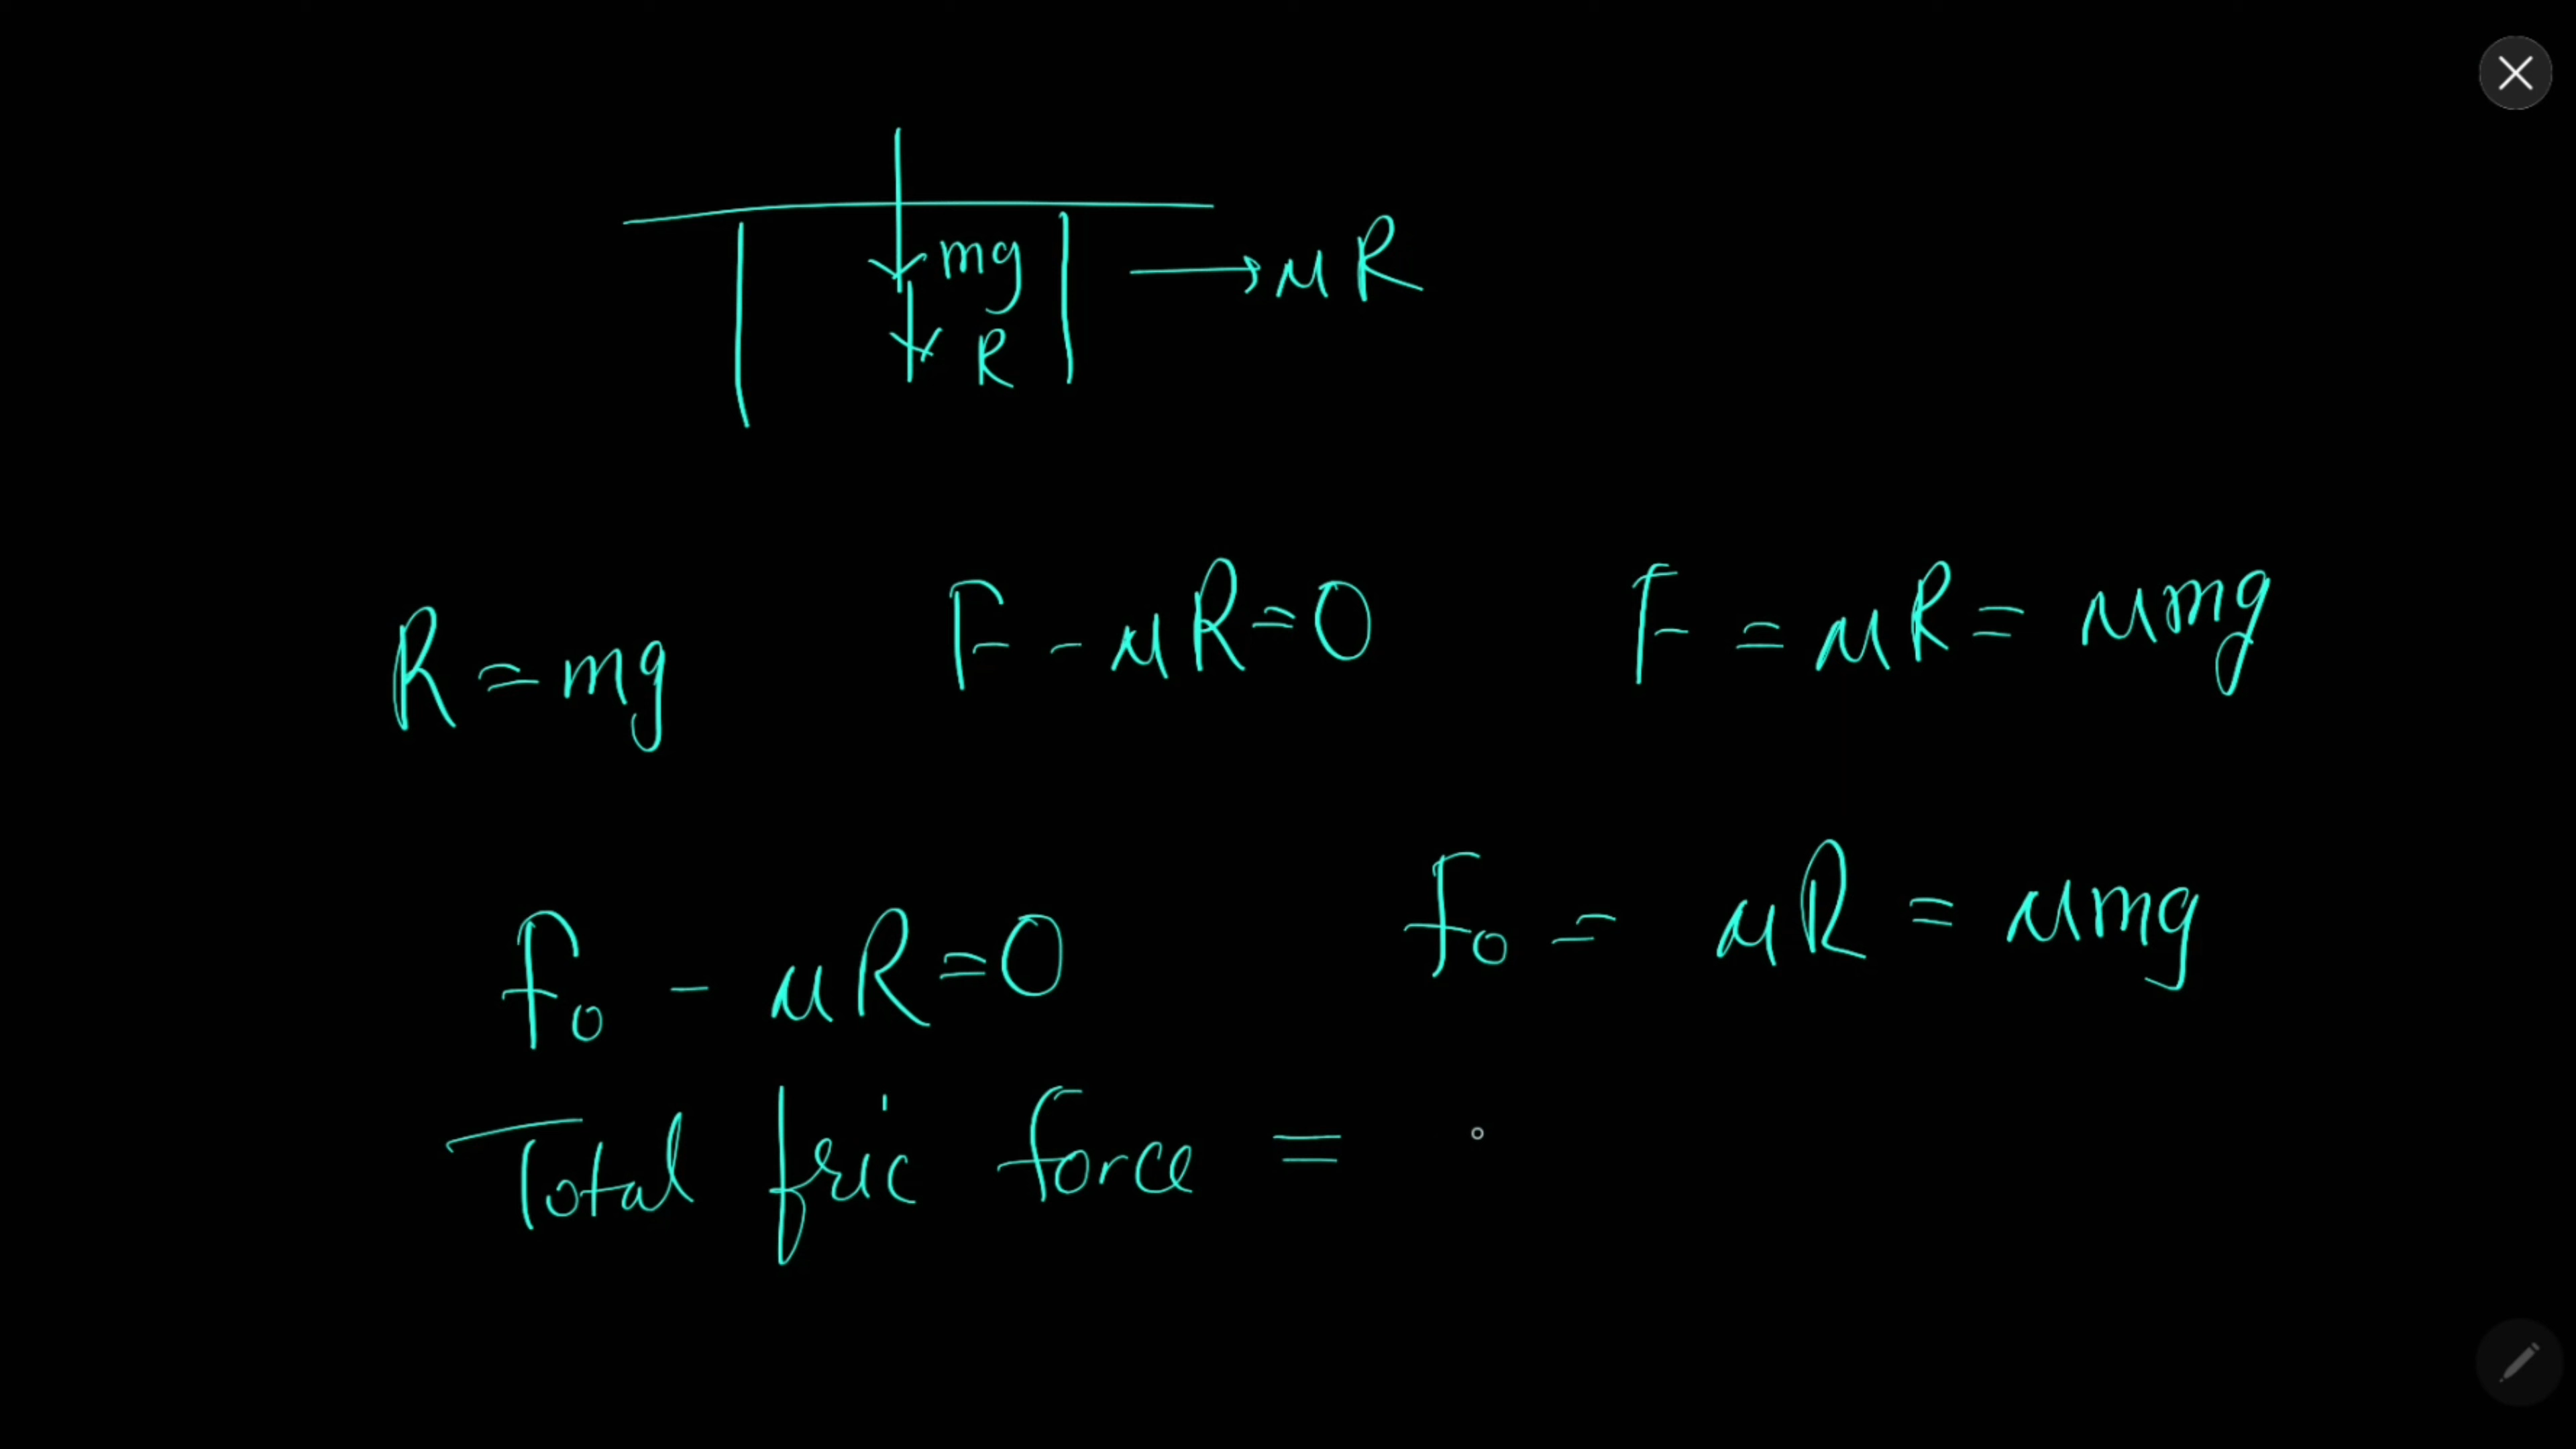 mg
R
→ μR
R = mg F - μR = 0 F = μR = μmg
f₀ - μR = 0 f₀ = μR = μmg
Total fric force =